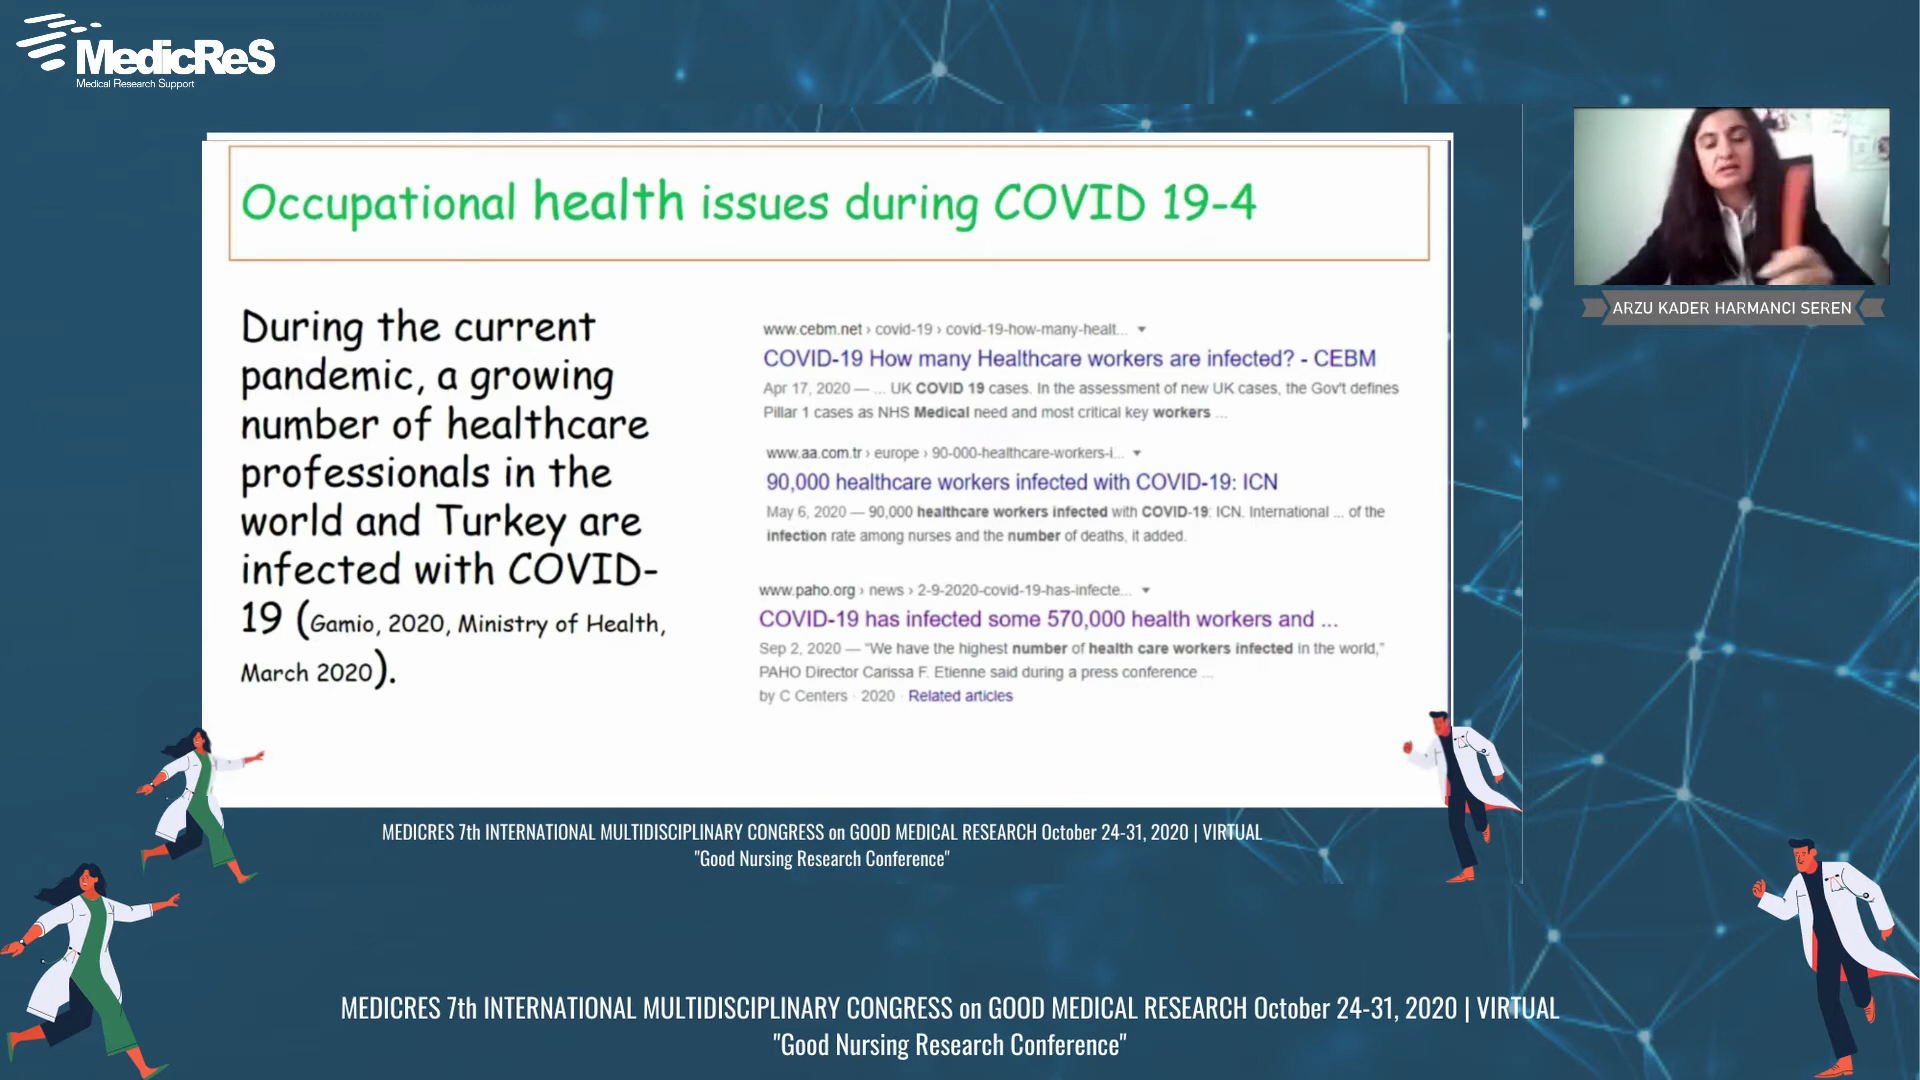 MedicReS
Medical Research Support
Occupational health issues during COVID 19-4
During the current
pandemic, a growing
number of healthcare
professionals in the
world and Turkey are
infected with COVID-
19 (Gamio, 2020, Ministry of Health,
March 2020).
www.cebm.net › covid-19 › covid-19-how-many-healt...
COVID-19 How many Healthcare workers are infected? - CEBM
Apr 17, 2020 — ... UK COVID 19 cases. In the assessment of new UK cases, the Gov't defines
Pillar 1 cases as NHS Medical need and most critical key workers ...
www.aa.com.tr › europe › 90-000-healthcare-workers-i...
90,000 healthcare workers infected with COVID-19: ICN
May 6, 2020 — 90,000 healthcare workers infected with COVID-19: ICN. International ... of the
infection rate among nurses and the number of deaths, it added.
www.paho.org › news › 2-9-2020-covid-19-has-infecte...
COVID-19 has infected some 570,000 health workers and ...
Sep 2, 2020 — "We have the highest number of health care workers infected in the world,"
PAHO Director Carissa F. Etienne said during a press conference ...
by C Centers · 2020 · Related articles
ARZU KADER HARMANCI SEREN
MEDICRES 7th INTERNATIONAL MULTIDISCIPLINARY CONGRESS on GOOD MEDICAL RESEARCH October 24-31, 2020 | VIRTUAL
"Good Nursing Research Conference"
MEDICRES 7th INTERNATIONAL MULTIDISCIPLINARY CONGRESS on GOOD MEDICAL RESEARCH October 24-31, 2020 | VIRTUAL
"Good Nursing Research Conference"